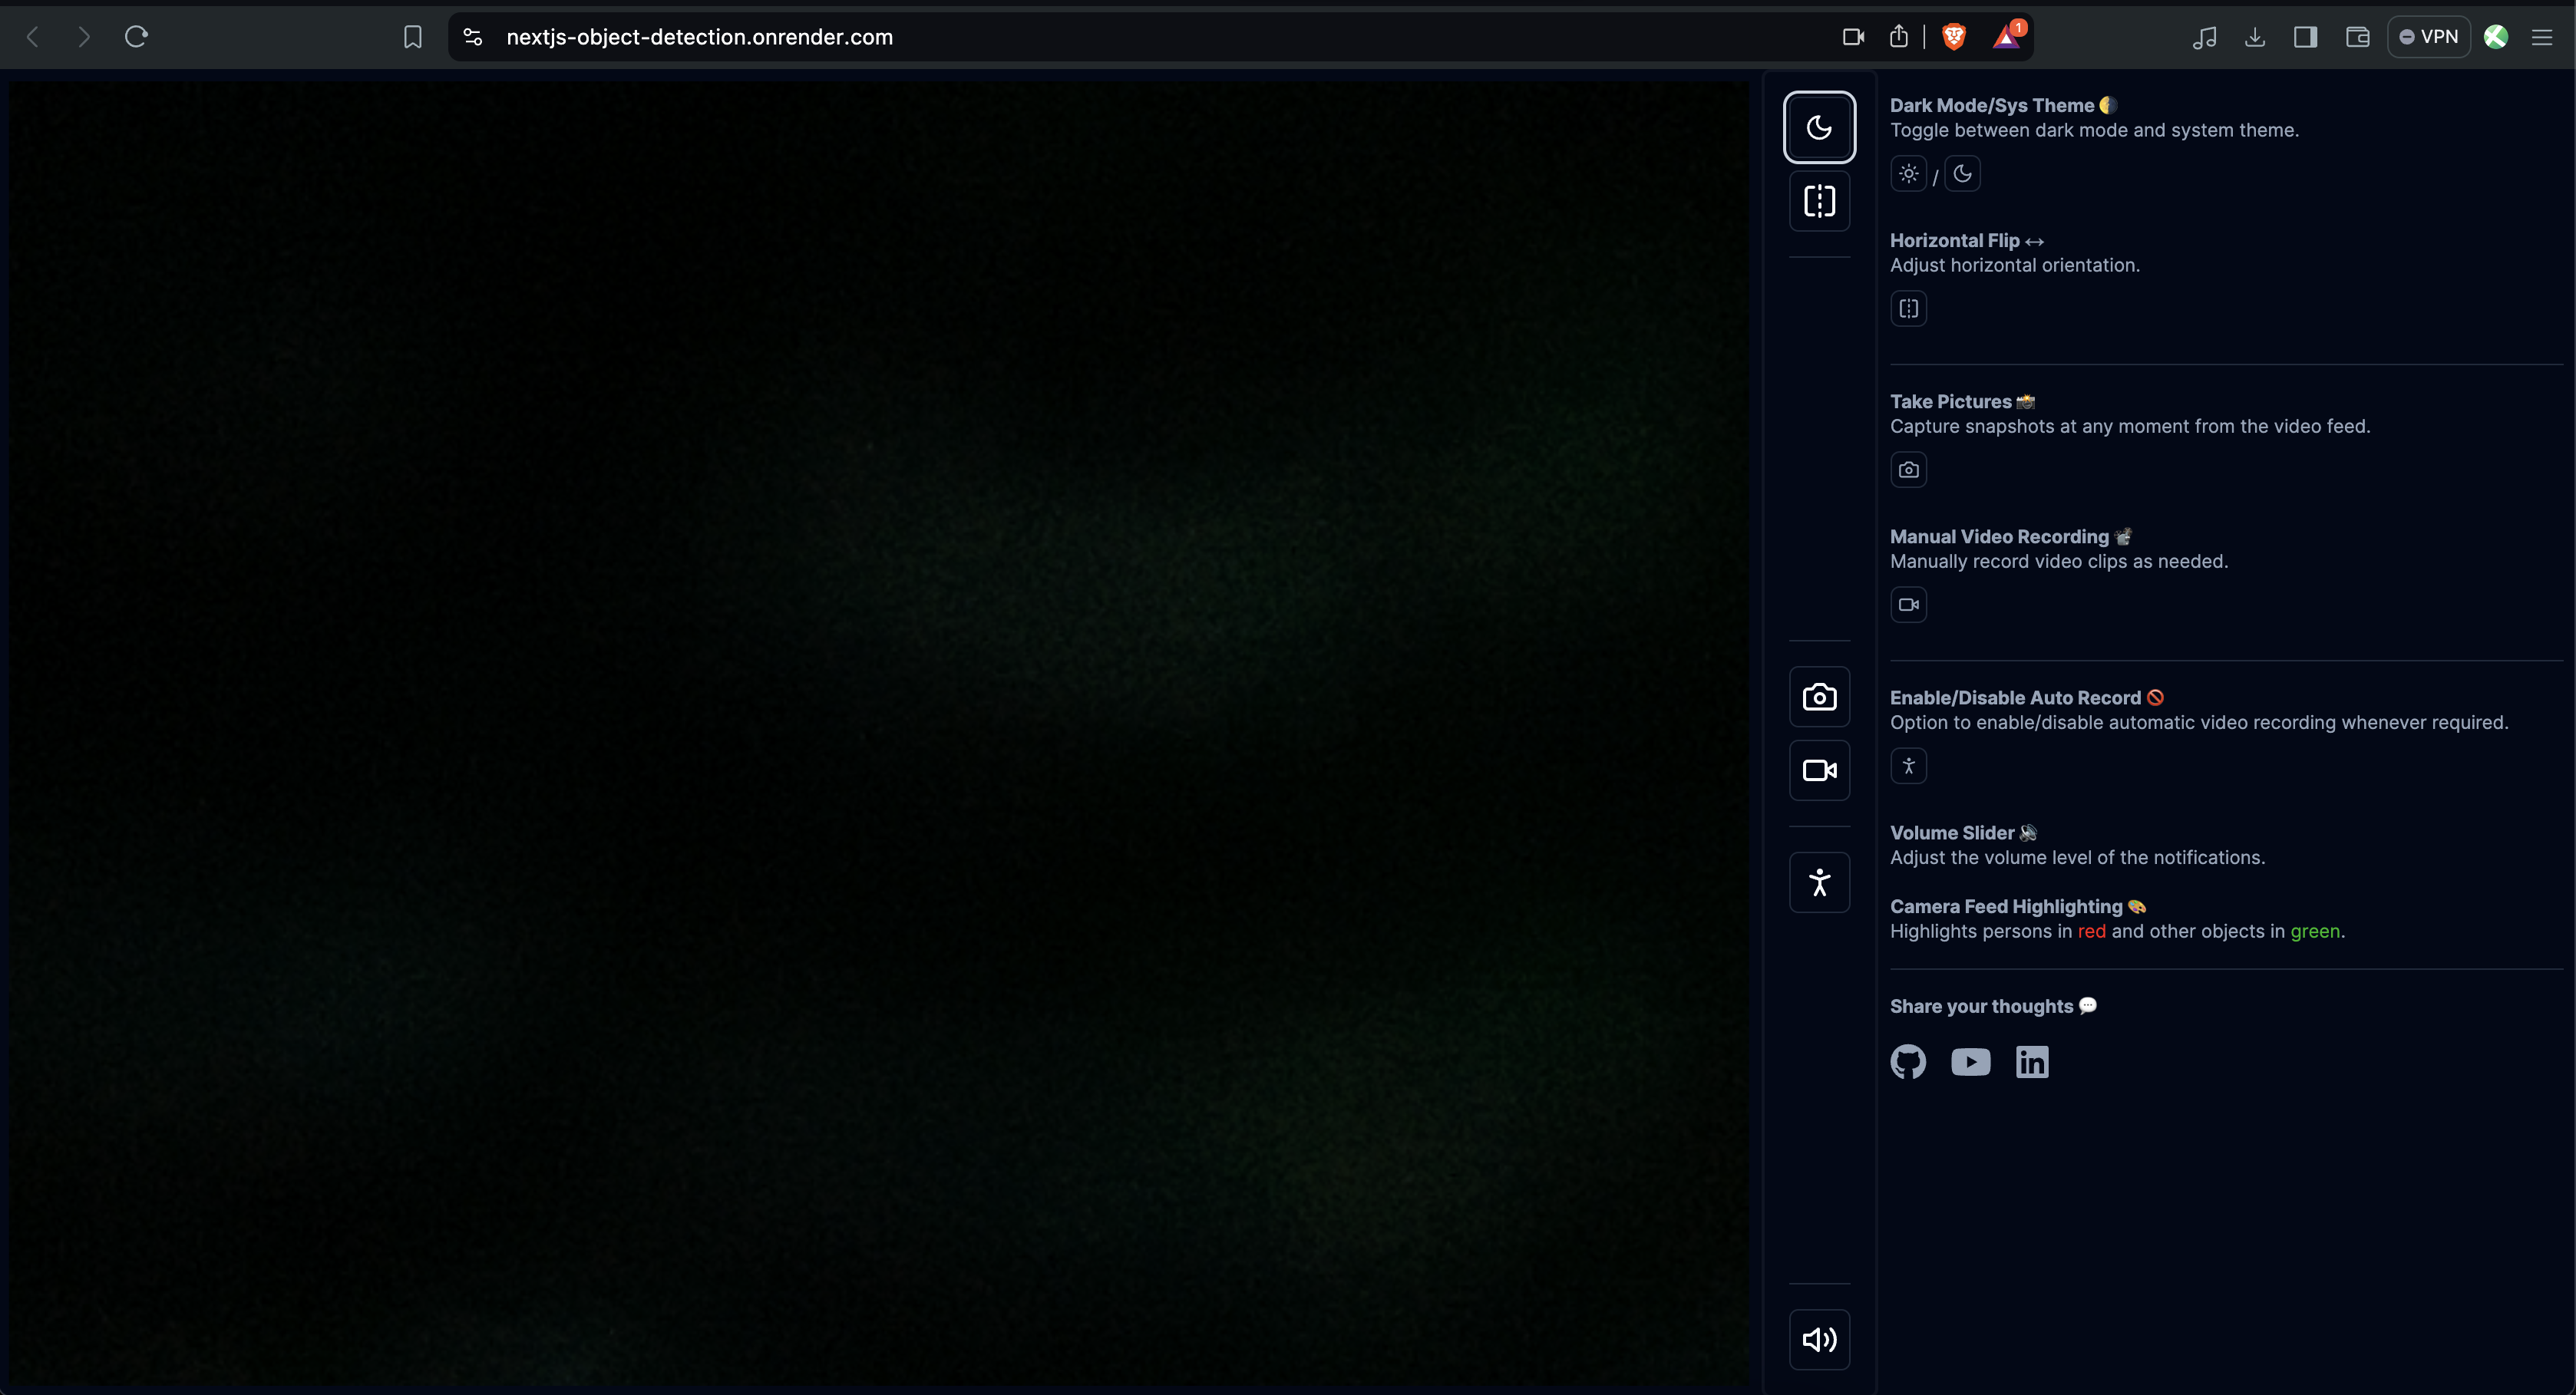 nextjs-object-detection.onrender.com
1
VPN
Dark Mode/Sys Theme 🌗
Toggle between dark mode and system theme.
/
Horizontal Flip ↔️
Adjust horizontal orientation.
Take Pictures 📸
Capture snapshots at any moment from the video feed.
Manual Video Recording 📽️
Manually record video clips as needed.
Enable/Disable Auto Record 🚫
Option to enable/disable automatic video recording whenever required.
Volume Slider 🔊
Adjust the volume level of the notifications.
Camera Feed Highlighting 🎨
Highlights persons in red and other objects in green.
Share your thoughts 💬
in